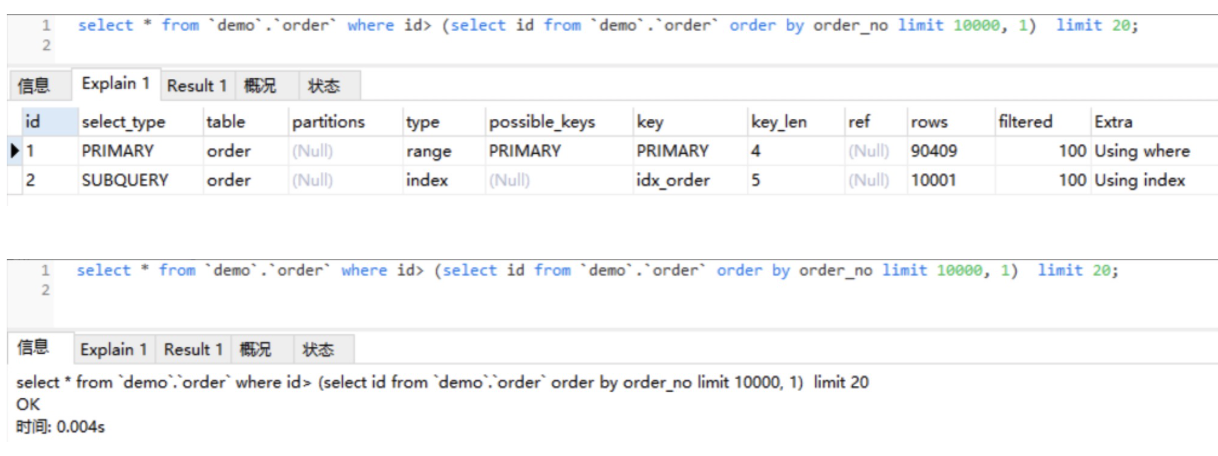 1 select * from `demo`.`order` where id> (select id from `demo`.`order` order by order_no limit 10000, 1)  limit 20;
2
信息 Explain 1 Result 1 概况 状态
id select_type table partitions type possible_keys key key_len ref rows filtered Extra
1 PRIMARY order (Null) range PRIMARY PRIMARY 4 (Null) 90409 100 Using where
2 SUBQUERY order (Null) index (Null) idx_order 5 (Null) 10001 100 Using index
1 select * from `demo`.`order` where id> (select id from `demo`.`order` order by order_no limit 10000, 1)  limit 20;
2
信息 Explain 1 Result 1 概况 状态
select * from `demo`.`order` where id> (select id from `demo`.`order` order by order_no limit 10000, 1)  limit 20
OK
时间: 0.004s